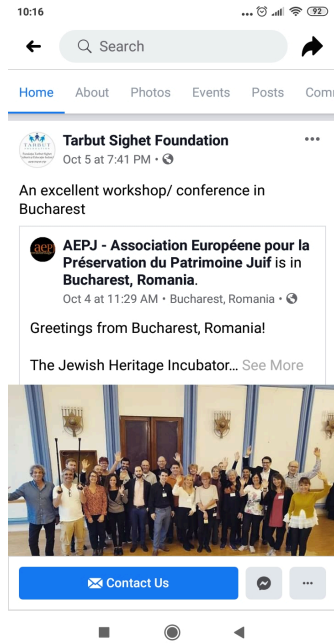 10:16
92
Search
Home About Photos Events Posts Com
TARBUT
Tarbut Sighet Foundation
Oct 5 at 7:41 PM •
An excellent workshop/ conference in
Bucharest
aepj
AEPJ - Association Européene pour la
Préservation du Patrimoine Juif is in
Bucharest, Romania.
Oct 4 at 11:29 AM • Bucharest, Romania •
Greetings from Bucharest, Romania!
The Jewish Heritage Incubator... See More
Contact Us